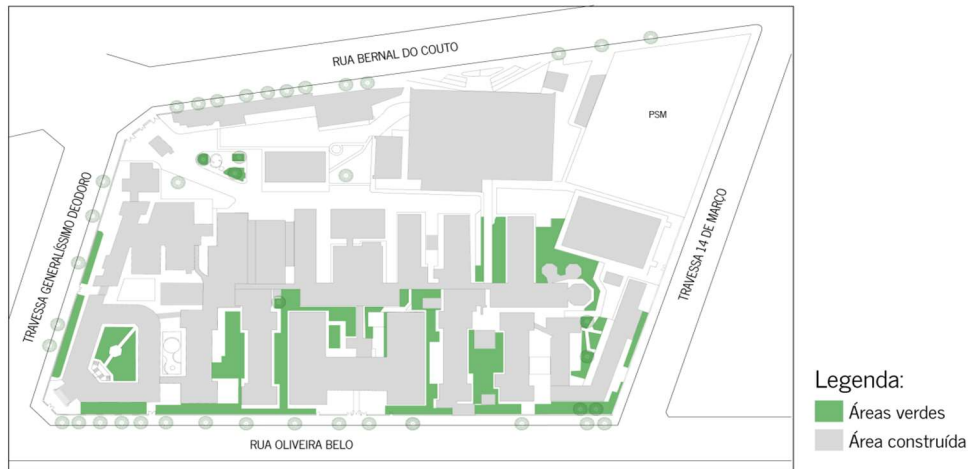 RUA BERNAL DO COUTO
PSM
TRAVESSA GENERALÍSSIMO DEODORO
TRAVESSA 14 DE MARÇO
RUA OLIVEIRA BELO
Legenda:
Áreas verdes
Área construída